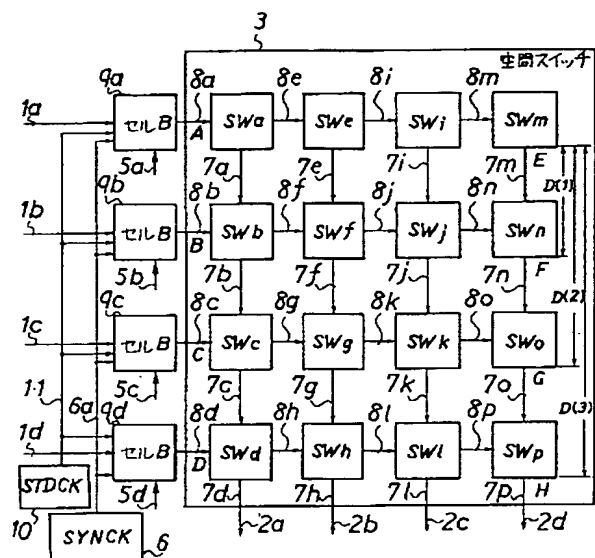 3
空間スイッチ
9a 8a 8e 8i 8m
1a セルB A SWa SWe SWi SWm
5a 7a 7e 7i 7m E D(1)
9b 8b 8f 8j 8n
1b セルB B SWb SWf SWj SWn
5b 7b 7f 7j 7n F D(2)
9c 8c 8g 8k 8o
1c セルB C SWc SWg SWk SWo
11 6a 5c 7c 7g 7k 7o G D(3)
9d 8d 8h 8l 8p
1d セルB D SWd SWh SWl SWp
STDCK 5d 7d 7h 7l 7p H
10 SYNCK 6 2a 2b 2c 2d